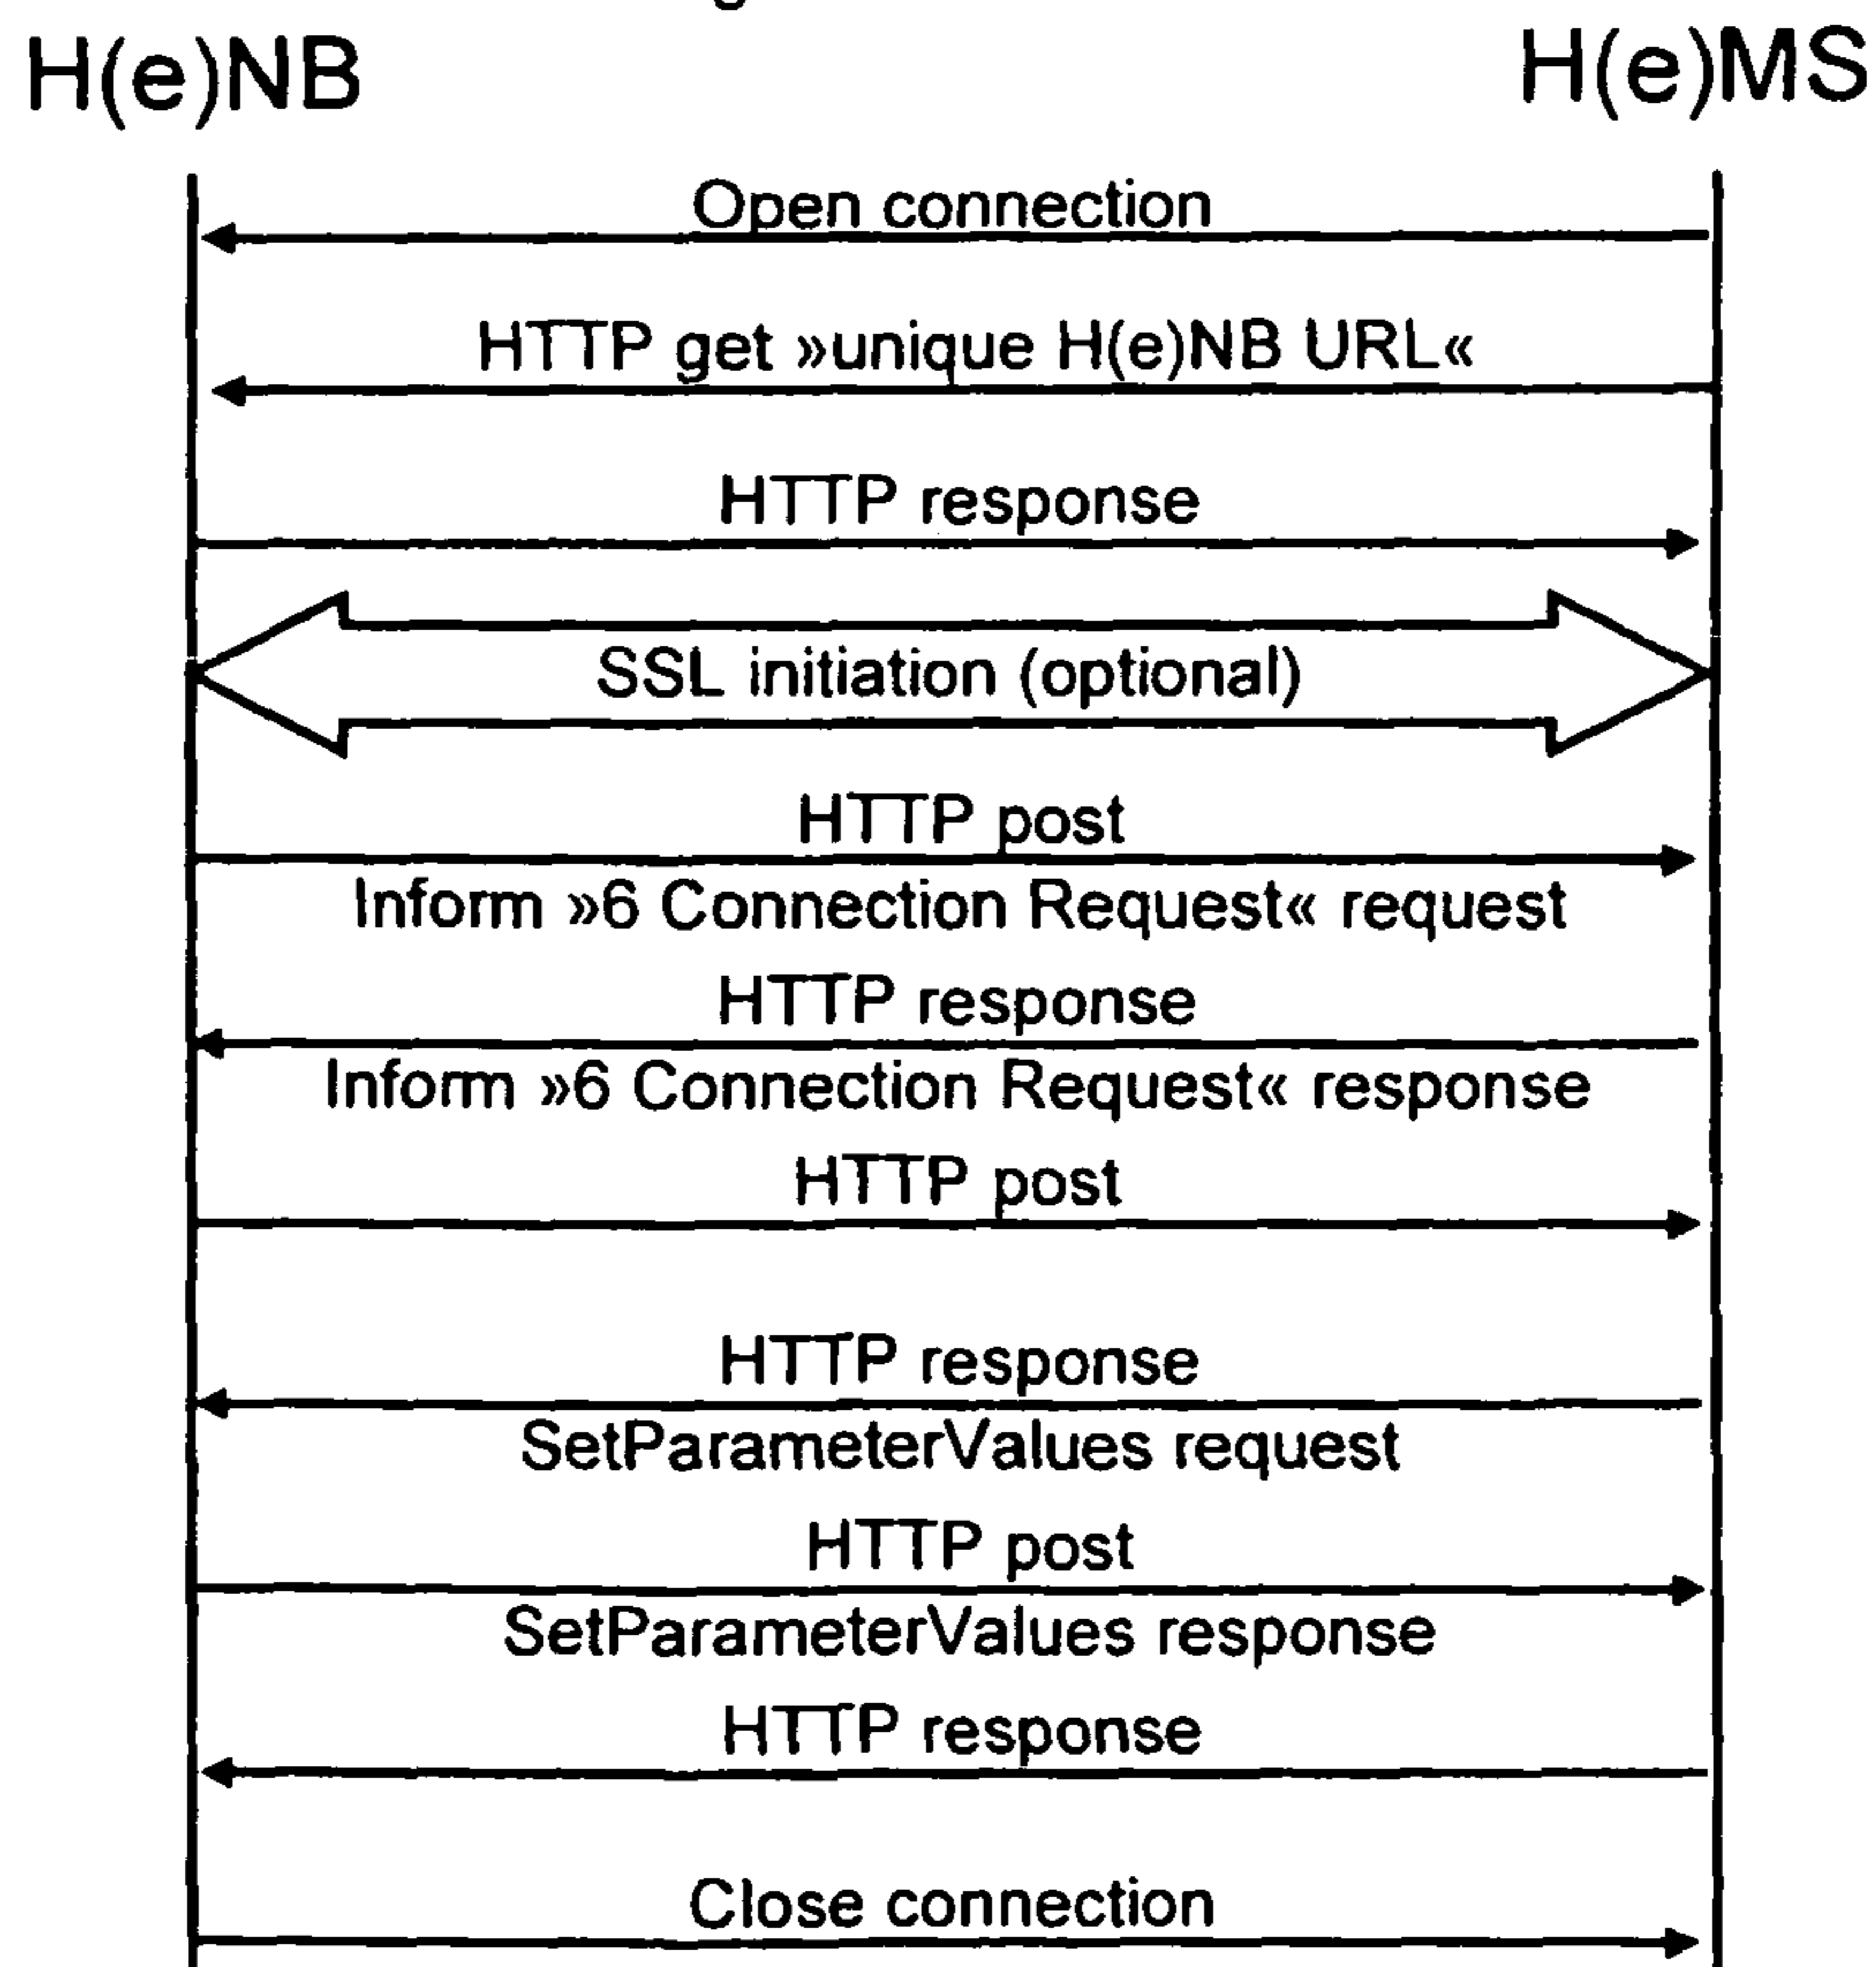 H(e)NB H(e)MS
Open connection
HTTP get »unique H(e)NB URL«
HTTP response
SSL initiation (optional)
HTTP post
Inform »6 Connection Request« request
HTTP response
Inform »6 Connection Request« response
HTTP post
HTTP response
SetParameterValues request
HTTP post
SetParameterValues response
HTTP response
Close connection